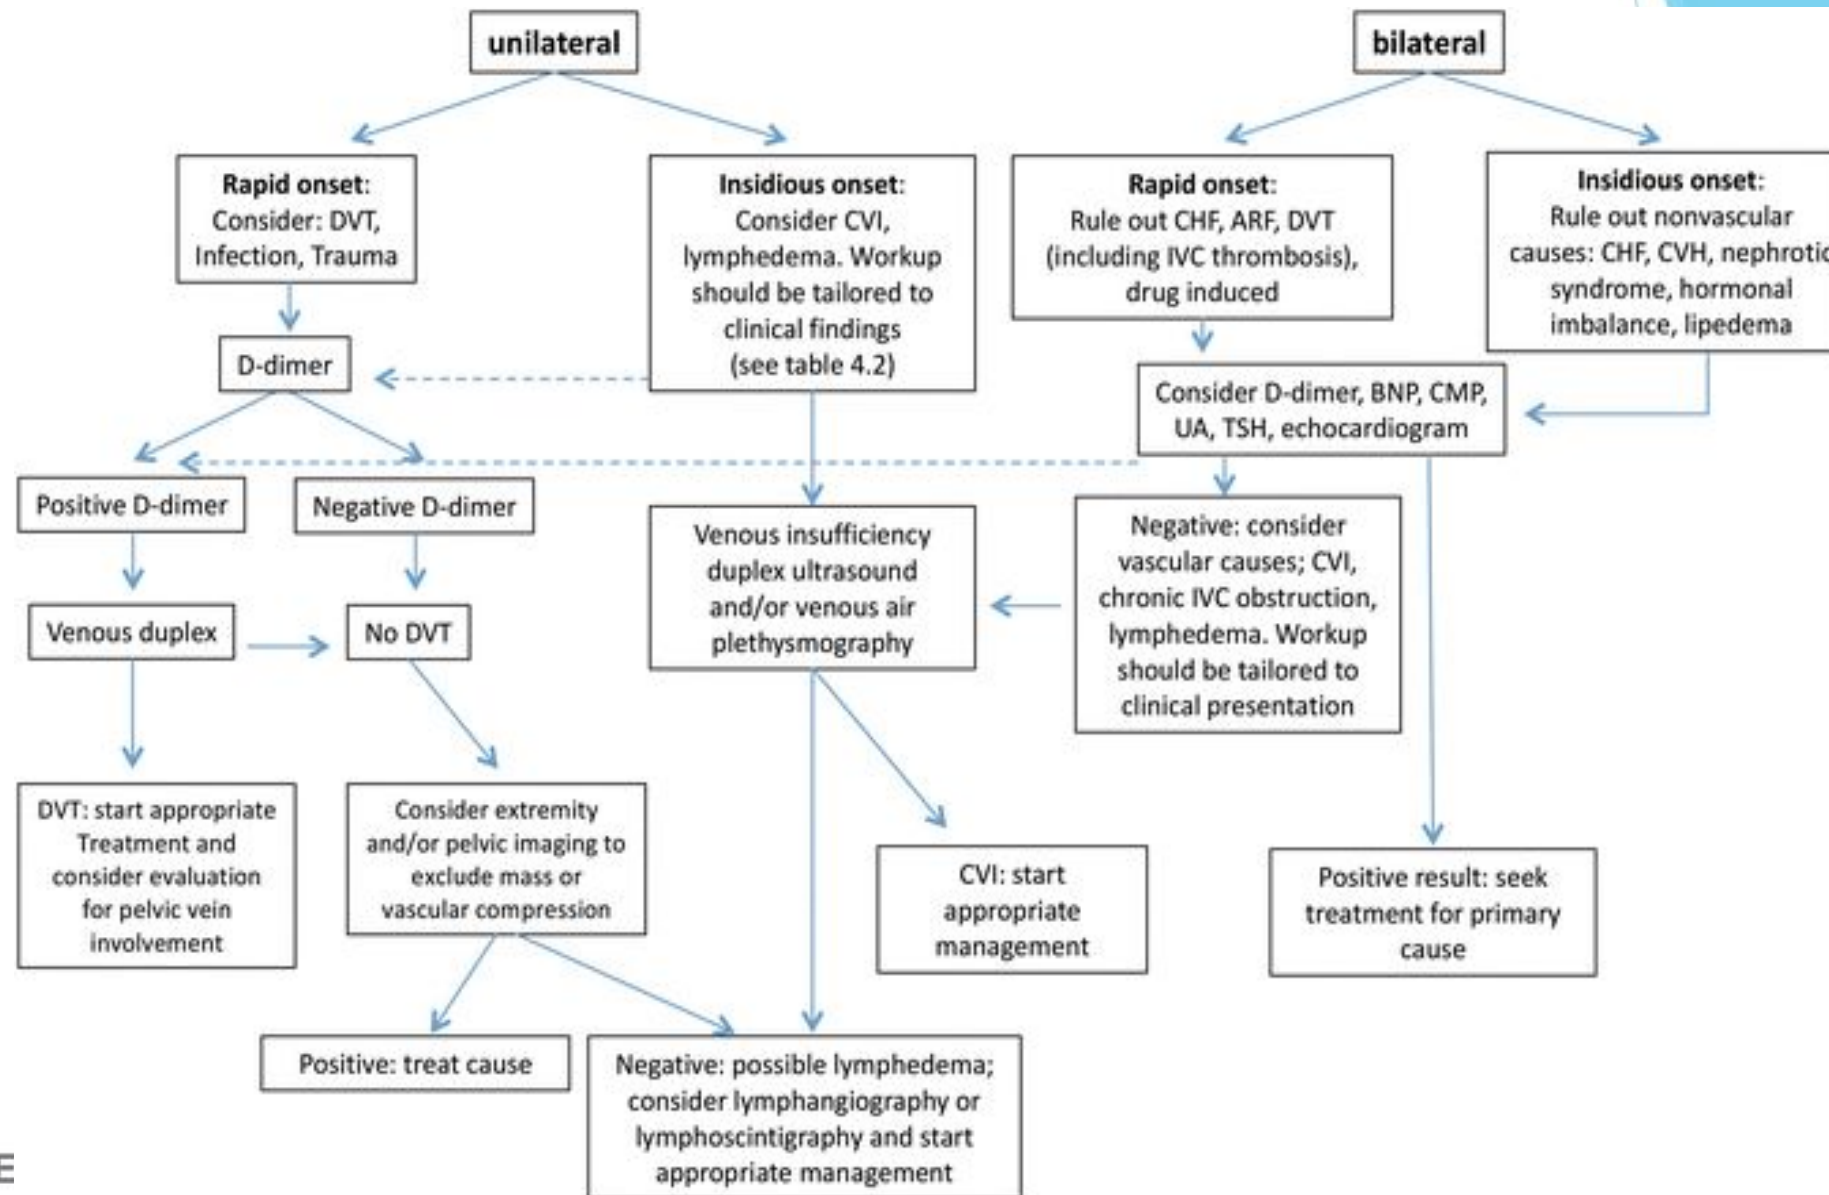 unilateral
bilateral
Rapid onset:
Consider: DVT,
Infection, Trauma
Insidious onset:
Consider CVI,
lymphedema. Workup
should be tailored to
clinical findings
(see table 4.2)
Rapid onset:
Rule out CHF, ARF, DVT
(including IVC thrombosis),
drug induced
Insidious onset:
Rule out nonvascular
causes: CHF, CVH, nephrotic
syndrome, hormonal
imbalance, lipedema
D-dimer
Consider D-dimer, BNP, CMP,
UA, TSH, echocardiogram
Positive D-dimer
Negative D-dimer
Venous insufficiency
duplex ultrasound
and/or venous air
plethysmography
Negative: consider
vascular causes; CVI,
chronic IVC obstruction,
lymphedema. Workup
should be tailored to
clinical presentation
Venous duplex
No DVT
DVT: start appropriate
Treatment and
consider evaluation
for pelvic vein
involvement
Consider extremity
and/or pelvic imaging to
exclude mass or
vascular compression
CVI: start
appropriate
management
Positive result: seek
treatment for primary
cause
Positive: treat cause
Negative: possible lymphedema;
consider lymphangiography or
lymphoscintigraphy and start
appropriate management
E